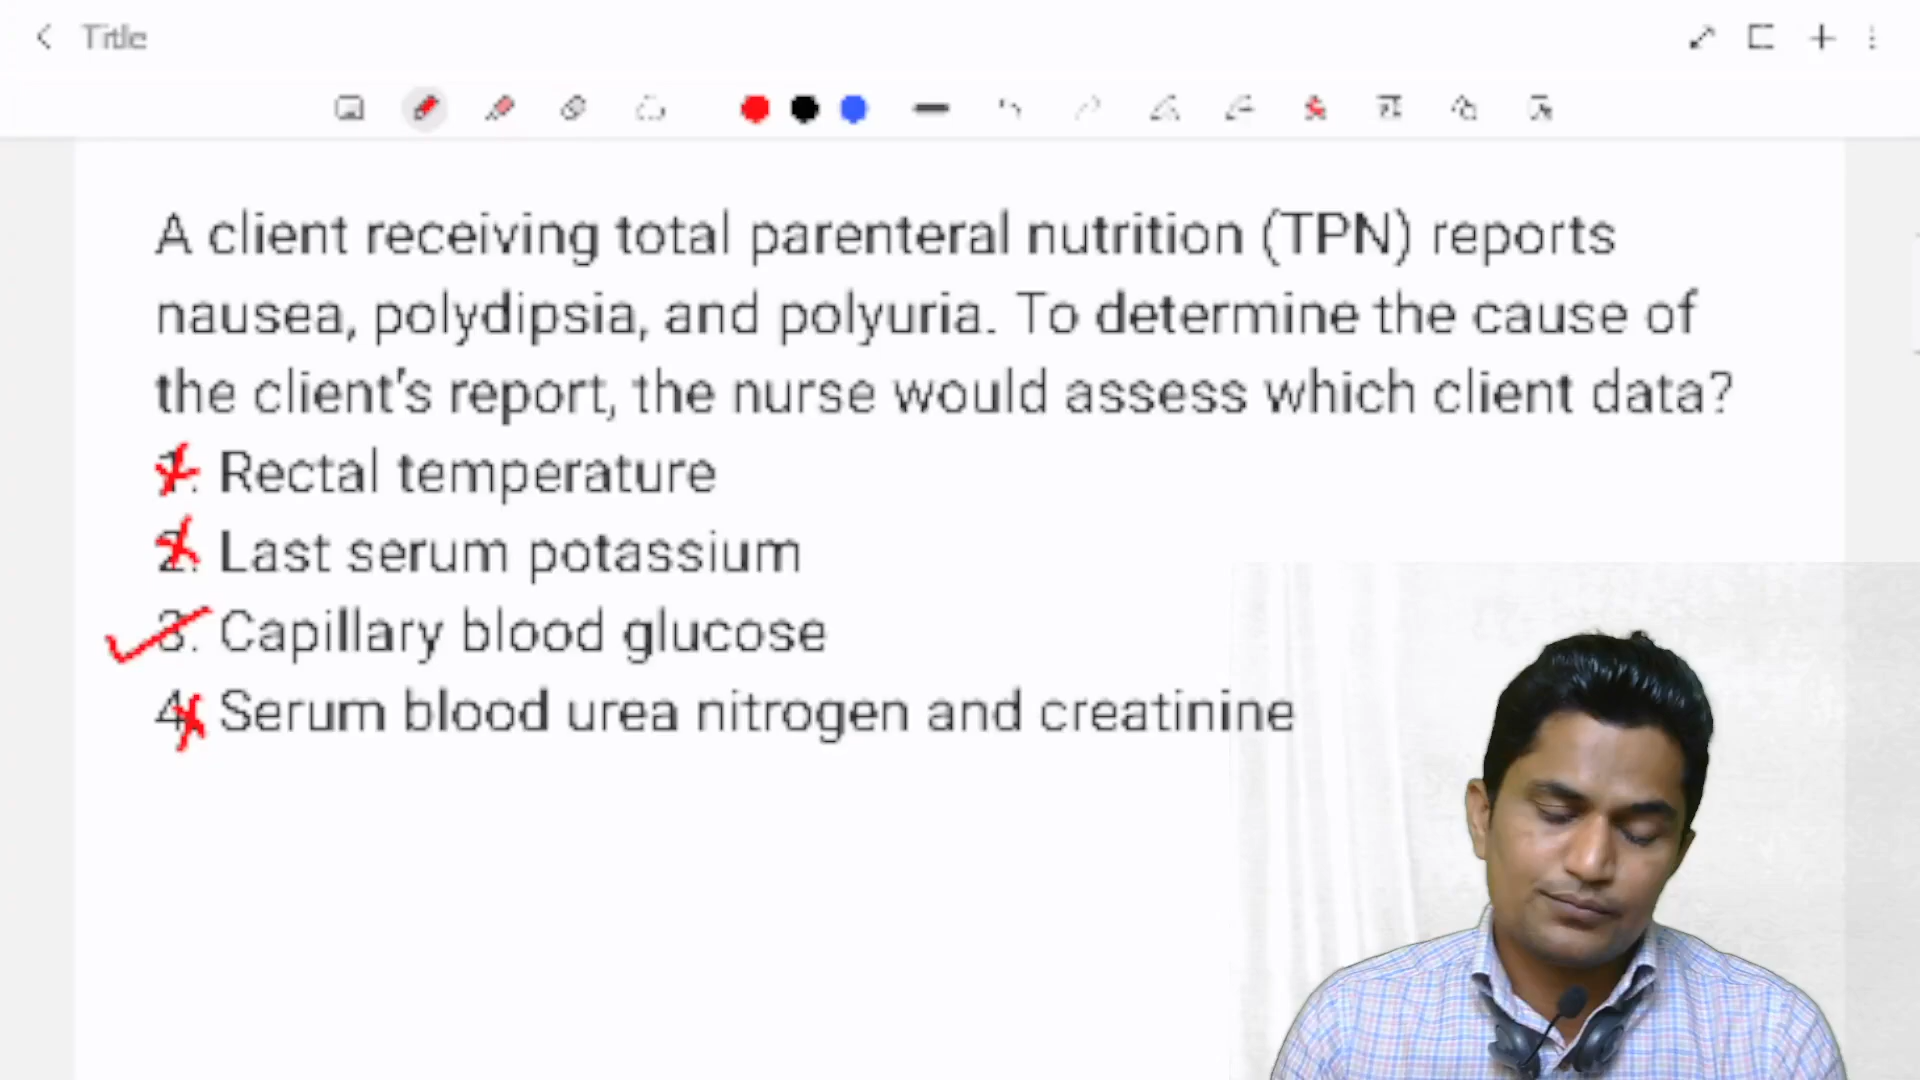 Title
A client receiving total parenteral nutrition (TPN) reports
nausea, polydipsia, and polyuria. To determine the cause of
the client's report, the nurse would assess which client data?
1. Rectal temperature
2. Last serum potassium
3. Capillary blood glucose
4. Serum blood urea nitrogen and creatinine